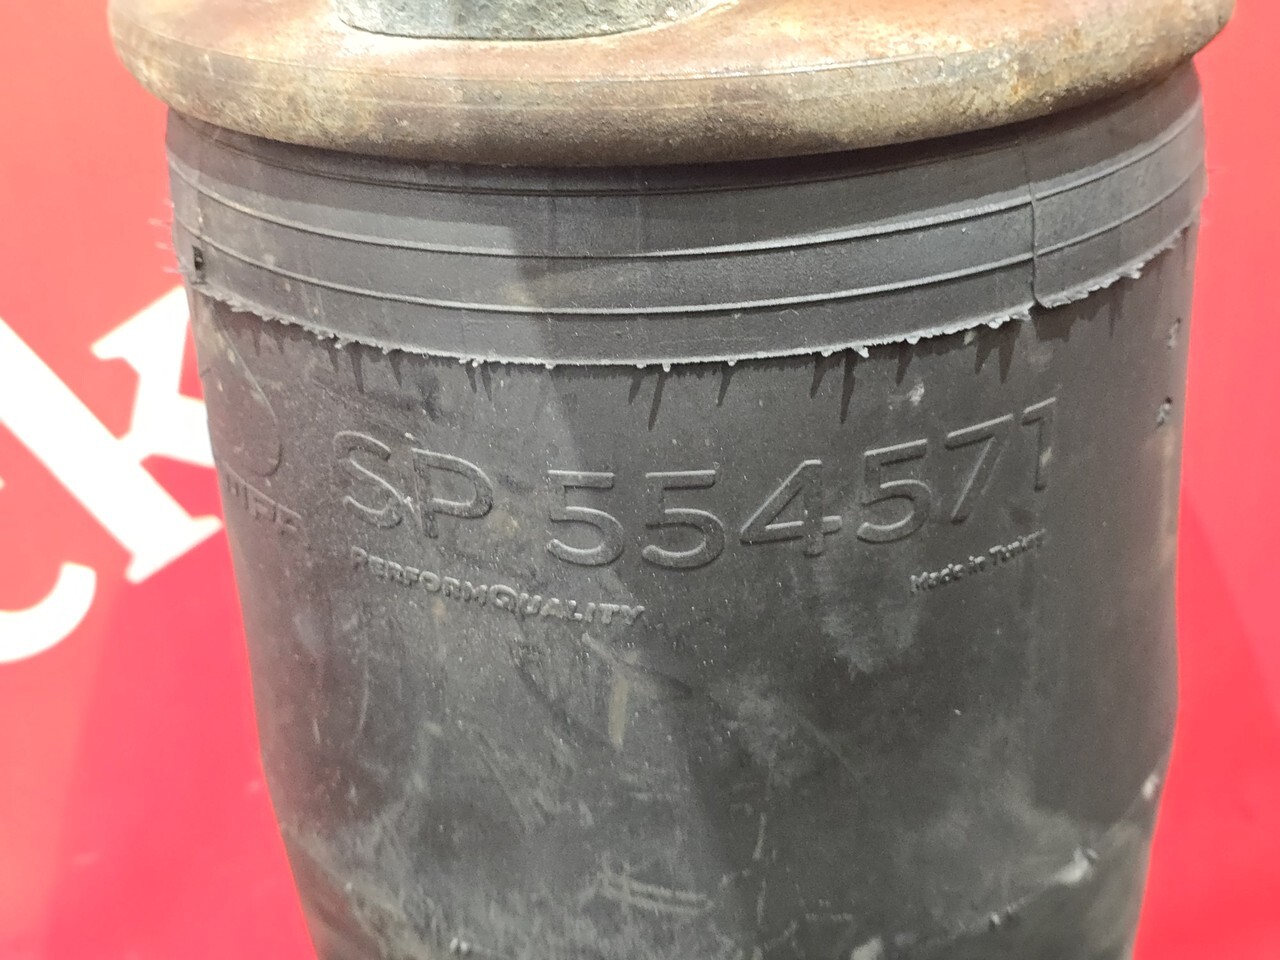 SP 554571
PERFORMQUALITY
Made in Turkey